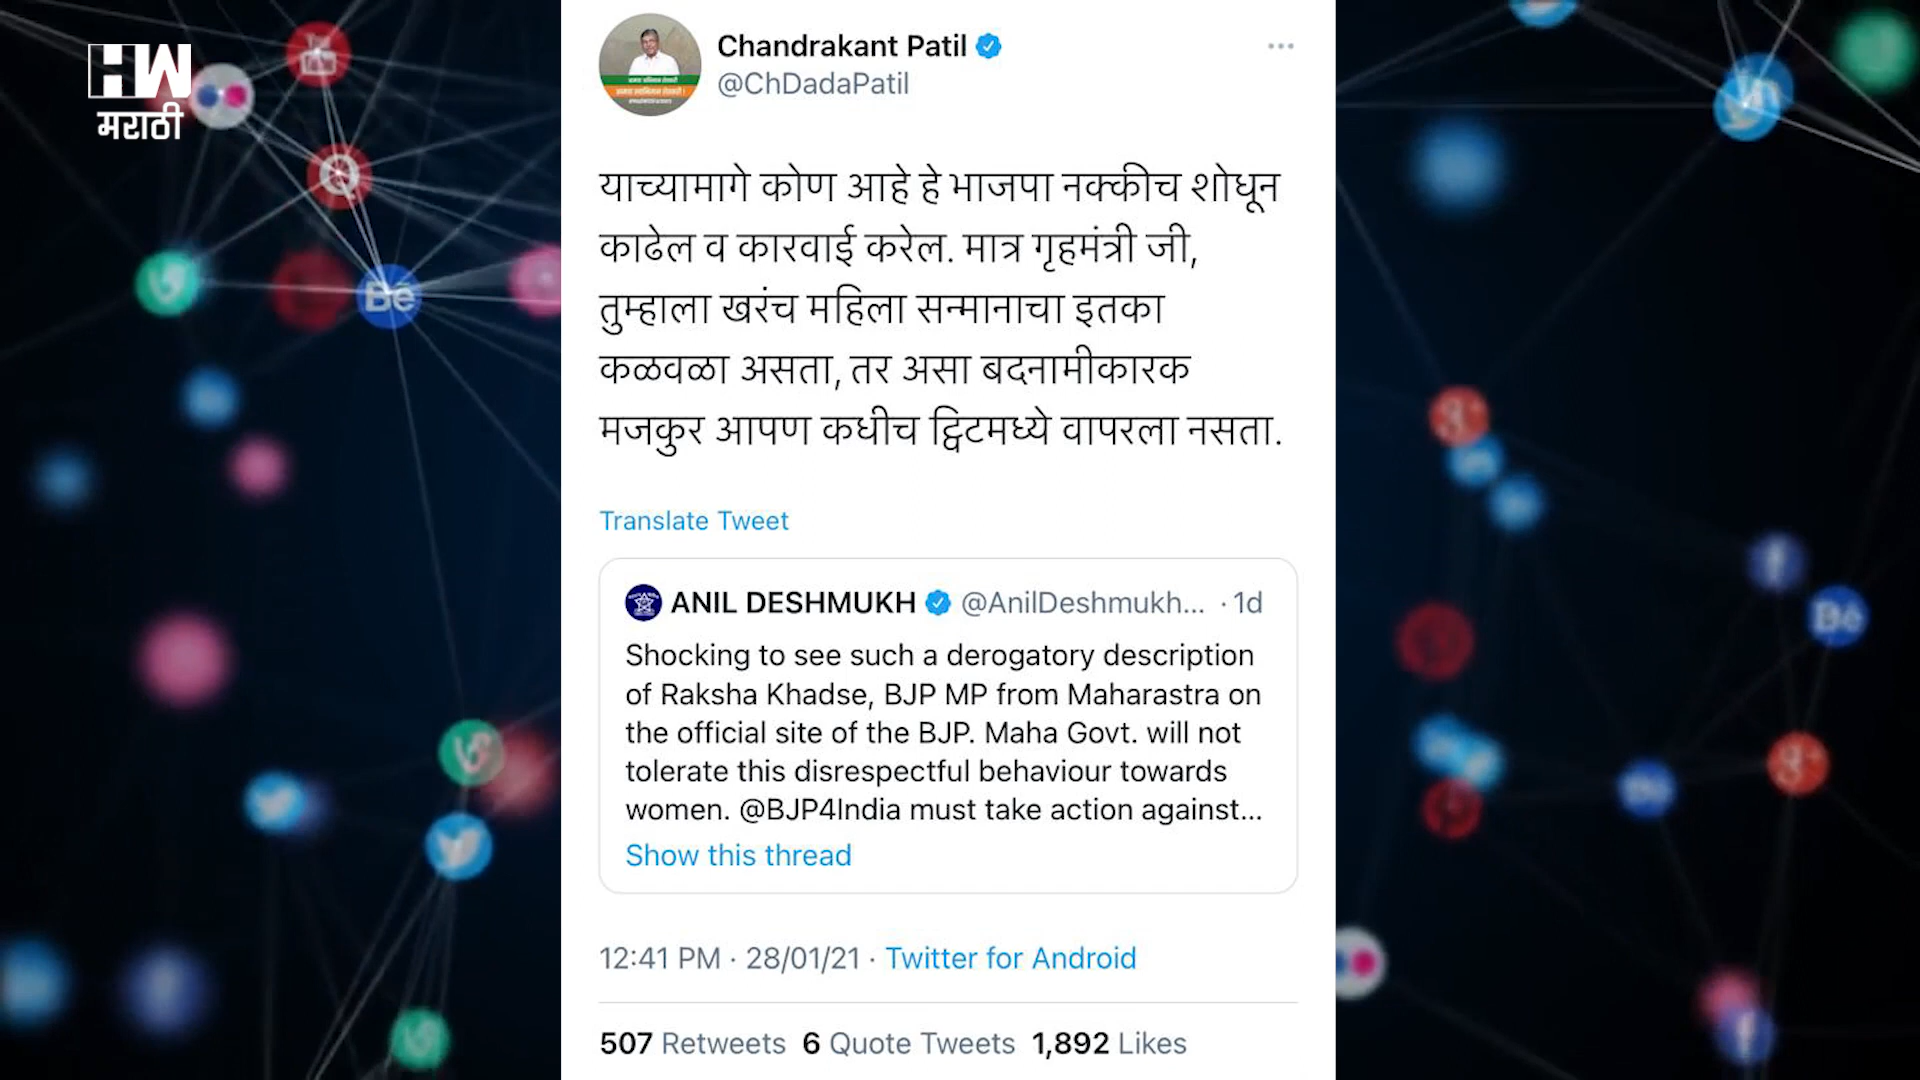 HW
मराठी
Chandrakant Patil
@ChDadaPatil
याच्यामागे कोण आहे हे भाजपा नक्कीच शोधून
काढेल व कारवाई करेल. मात्र गृहमंत्री जी,
तुम्हाला खरंच महिला सन्मानाचा इतका
कळवळा असता, तर असा बदनामीकारक
मजकुर आपण कधीच ट्विटमध्ये वापरला नसता.
Translate Tweet
ANIL DESHMUKH @AnilDeshmukh... · 1d
Shocking to see such a derogatory description
of Raksha Khadse, BJP MP from Maharastra on
the official site of the BJP. Maha Govt. will not
tolerate this disrespectful behaviour towards
women. @BJP4India must take action against...
Show this thread
12:41 PM · 28/01/21 · Twitter for Android
507 Retweets 6 Quote Tweets 1,892 Likes